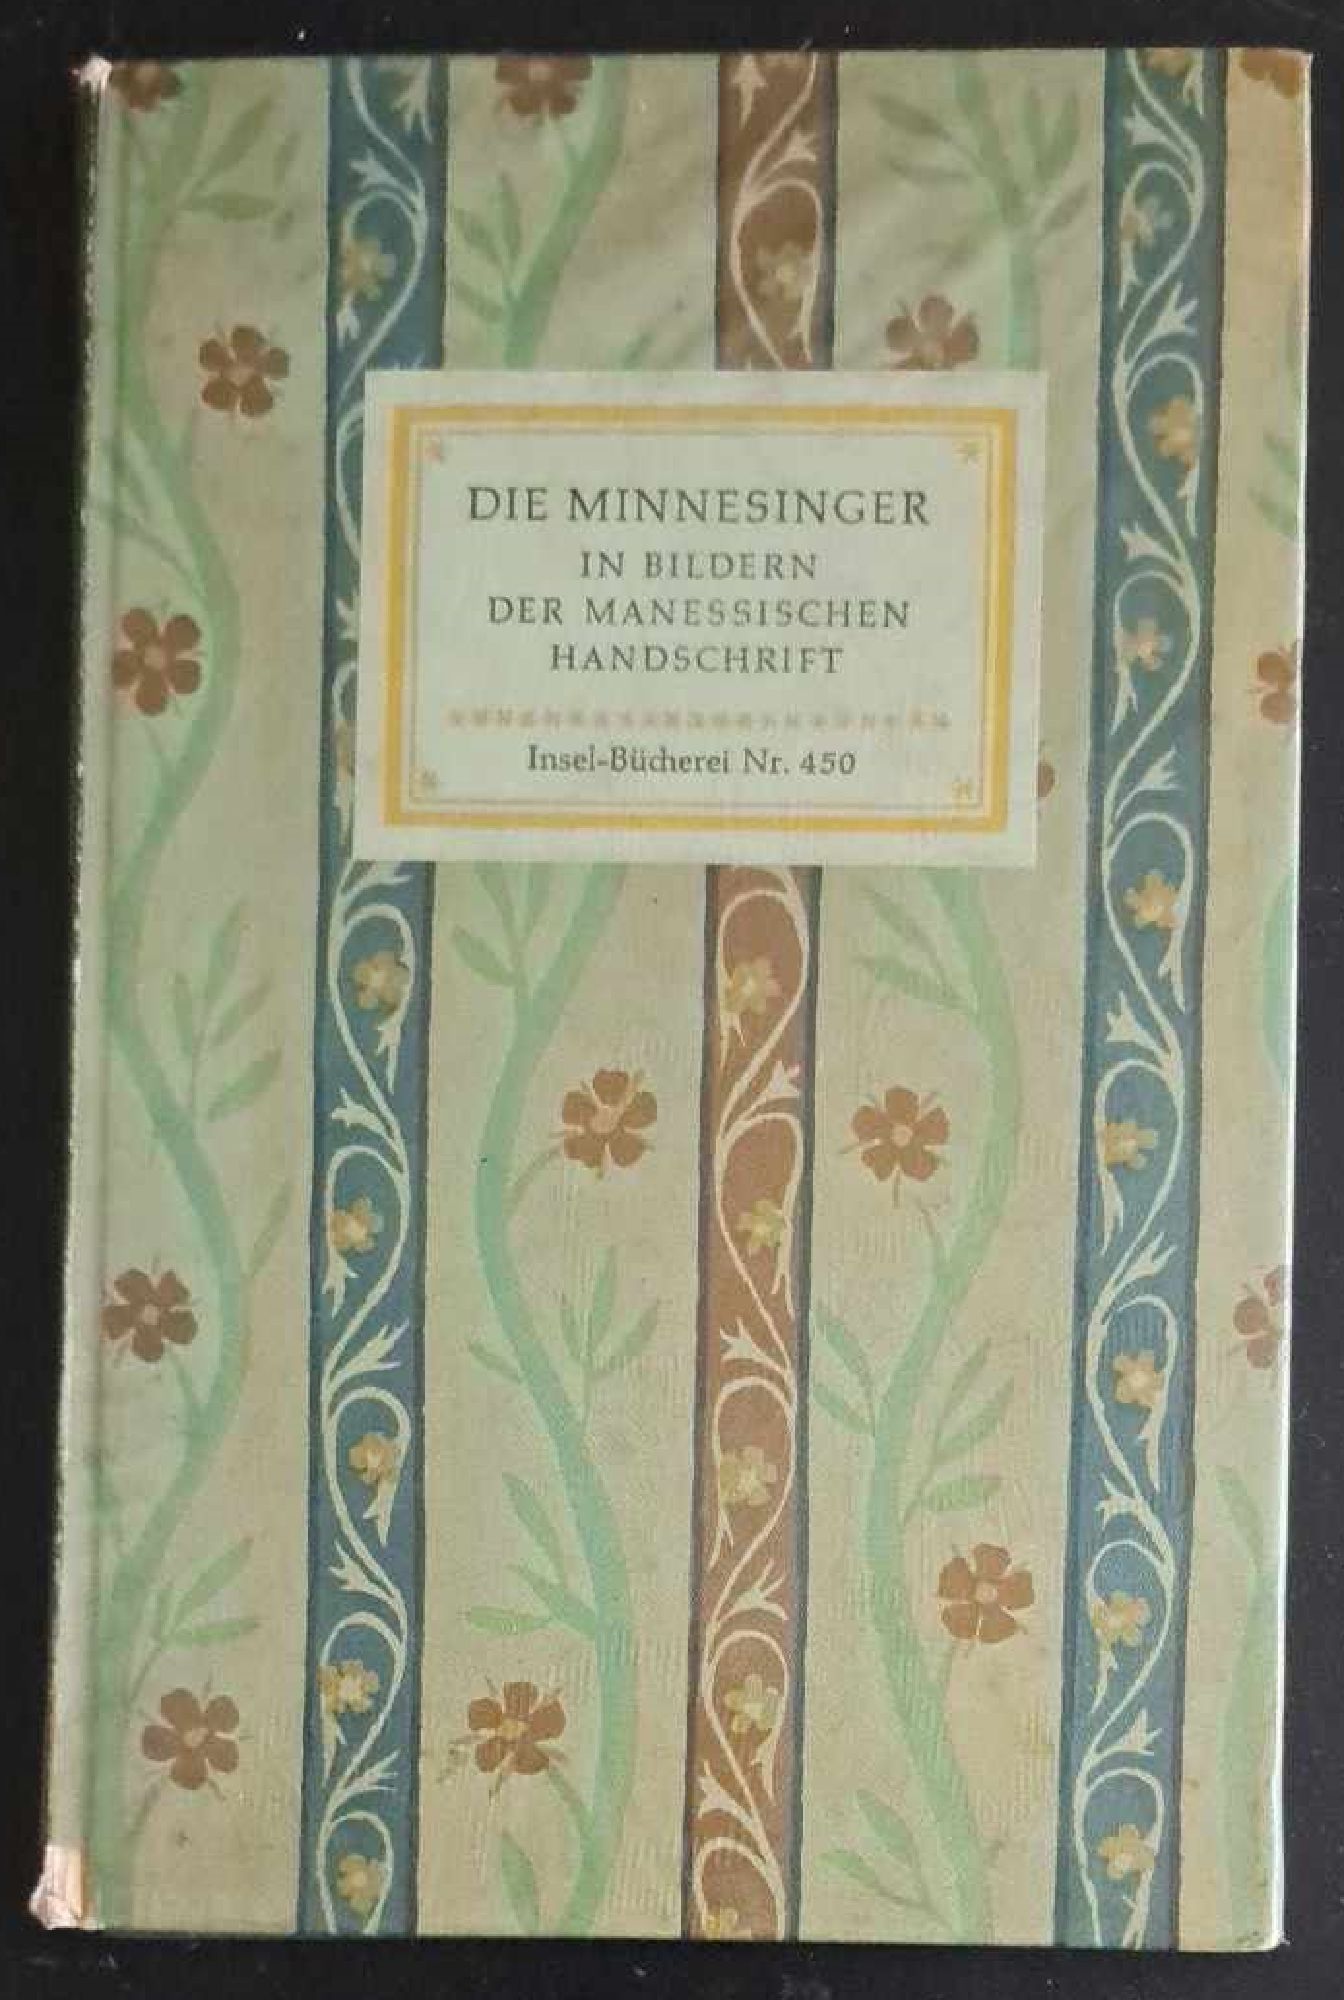 DIE MINNESINGER
IN BILDERN
DER MANESSISCHEN
HANDSCHRIFT
Insel-Bücherei Nr. 450